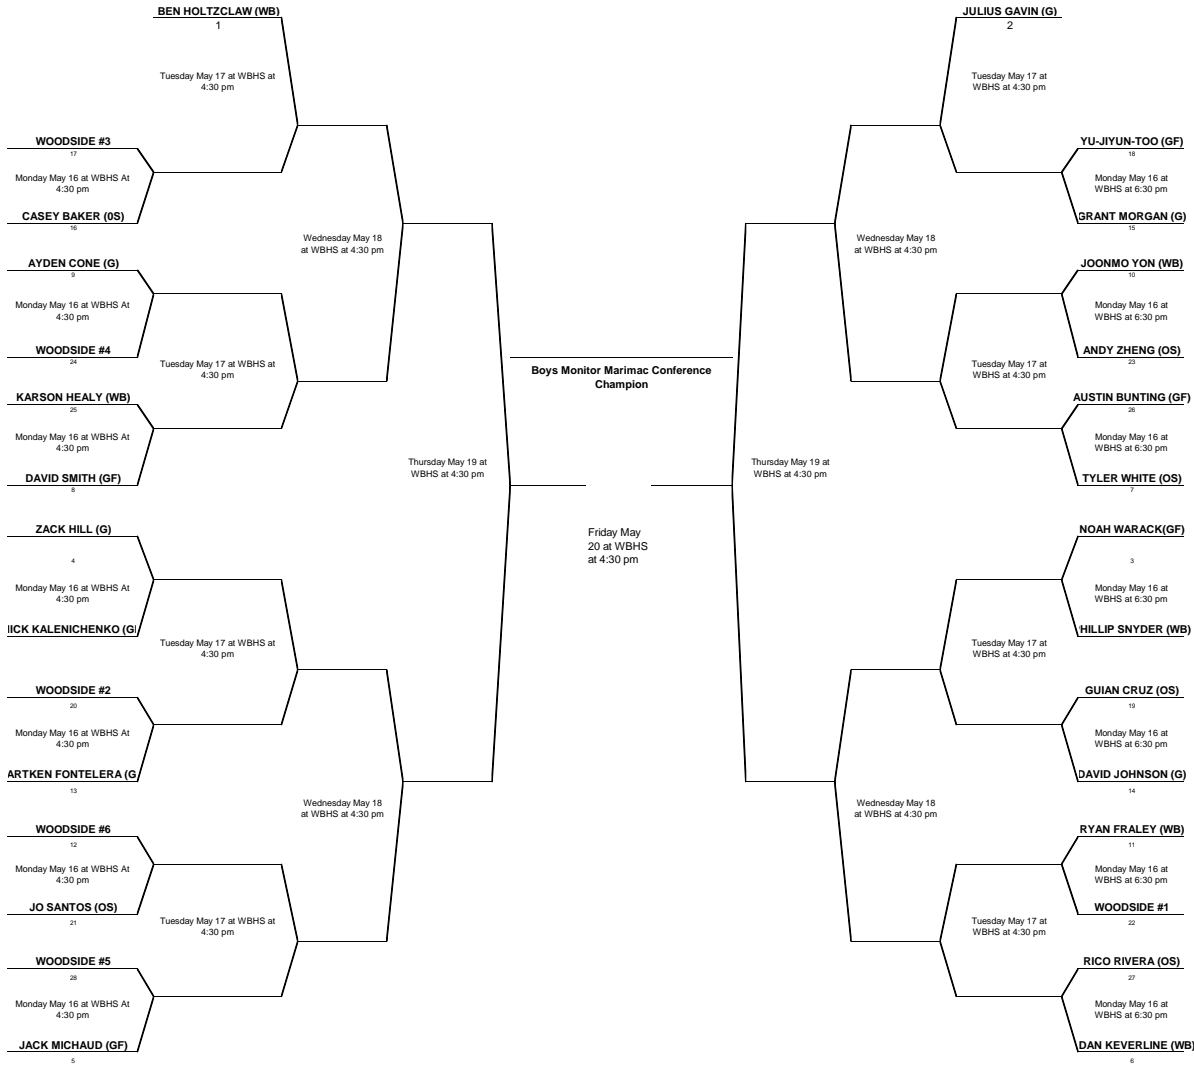 BEN HOLTZCLAW (WB)
1
Tuesday May 17 at WBHS at
4:30 pm
WOODSIDE #3
17
Monday May 16 at WBHS At
4:30 pm
CASEY BAKER (0S)
16
AYDEN CONE (G)
9
Monday May 16 at WBHS At
4:30 pm
WOODSIDE #4
24
Tuesday May 17 at WBHS at
4:30 pm
KARSON HEALY (WB)
25
Monday May 16 at WBHS At
4:30 pm
DAVID SMITH (GF)
8
Wednesday May 18
at WBHS at 4:30 pm
ZACK HILL (G)
4
Monday May 16 at WBHS At
4:30 pm
IICK KALENICHENKO (G
Tuesday May 17 at WBHS at
4:30 pm
WOODSIDE #2
20
Monday May 16 at WBHS At
4:30 pm
ARTKEN FONTELERA (G
13
WOODSIDE #6
12
Monday May 16 at WBHS At
4:30 pm
JO SANTOS (OS)
21
Tuesday May 17 at WBHS at
4:30 pm
WOODSIDE #5
28
Monday May 16 at WBHS At
4:30 pm
JACK MICHAUD (GF)
5
Wednesday May 18
at WBHS at 4:30 pm
Thursday May 19 at
WBHS at 4:30 pm
Boys Monitor Marimac Conference
Champion
Friday May
20 at WBHS
at 4:30 pm
Thursday May 19 at
WBHS at 4:30 pm
JULIUS GAVIN (G)
2
Tuesday May 17 at
WBHS at 4:30 pm
YU-JIYUN-TOO (GF)
18
Monday May 16 at
WBHS at 6:30 pm
GRANT MORGAN (G)
15
Wednesday May 18
at WBHS at 4:30 pm
JOONMO YON (WB)
10
Monday May 16 at
WBHS at 6:30 pm
ANDY ZHENG (OS)
23
Tuesday May 17 at
WBHS at 4:30 pm
AUSTIN BUNTING (GF)
26
Monday May 16 at
WBHS at 6:30 pm
TYLER WHITE (OS)
7
NOAH WARACK(GF)
3
Monday May 16 at
WBHS at 6:30 pm
HILLIP SNYDER (WB)
Tuesday May 17 at
WBHS at 4:30 pm
GUIAN CRUZ (OS)
19
Monday May 16 at
WBHS at 6:30 pm
DAVID JOHNSON (G)
14
Wednesday May 18
at WBHS at 4:30 pm
RYAN FRALEY (WB)
11
Monday May 16 at
WBHS at 6:30 pm
WOODSIDE #1
22
Tuesday May 17 at
WBHS at 4:30 pm
RICO RIVERA (OS)
27
Monday May 16 at
WBHS at 6:30 pm
DAN KEVERLINE (WB)
6